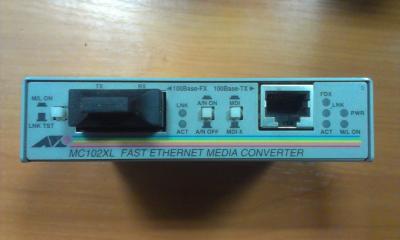 TX RX
◄100Base-FX 100Base-TX►
M/L ON
LNK TST
LNK
ACT
A/N ON
A/N OFF
MDI
MDI-X
FDX
LNK
PWR
ACT
M/L ON
MC102XL FAST ETHERNET MEDIA CONVERTER